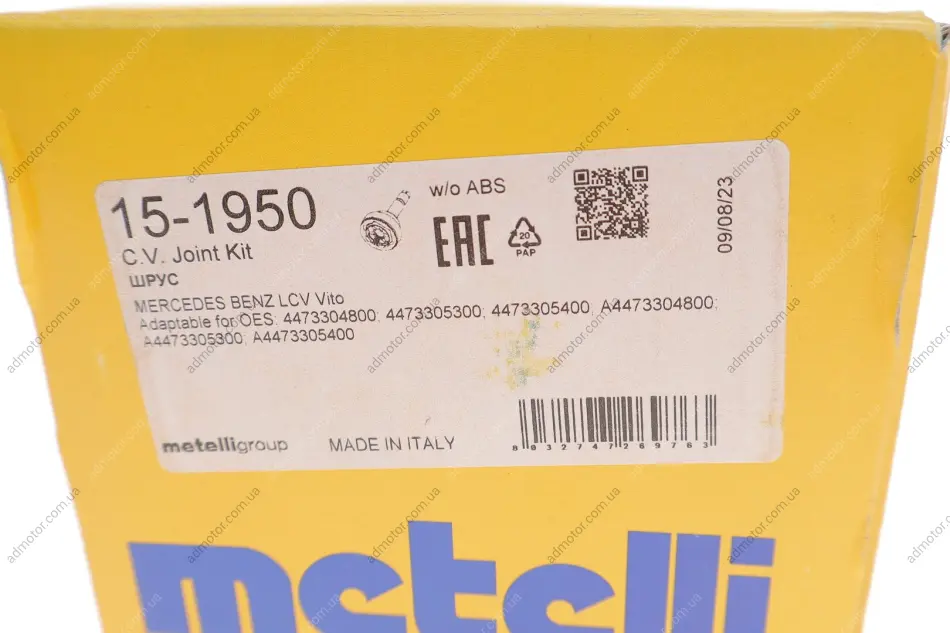 15-1950
C.V. Joint Kit
ШРУС
MERCEDES BENZ LCV Vito
Adaptable for OES: 4473304800; 4473305300; 4473305400; A4473304800;
A4473305300; A4473305400
w/o ABS
EAC
20
PAP
09/08/23
metelligroup
MADE IN ITALY
8032747269763
metelli
admotor.com.ua